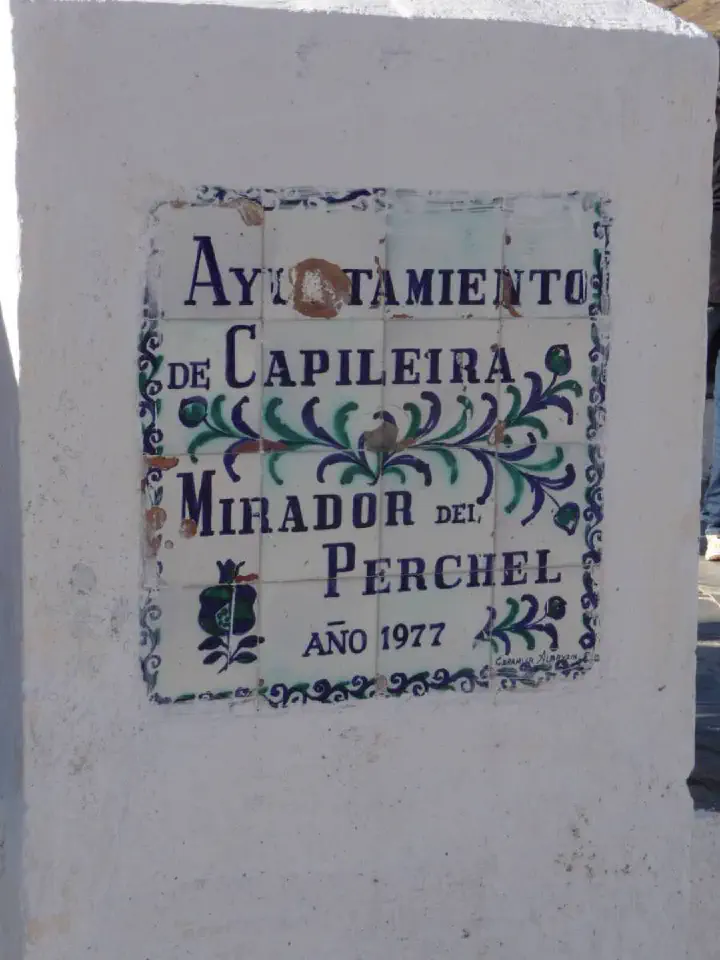 AYUNTAMIENTO
DE CAPILEIRA
MIRADOR DEL
PERCHEL
AÑO 1977